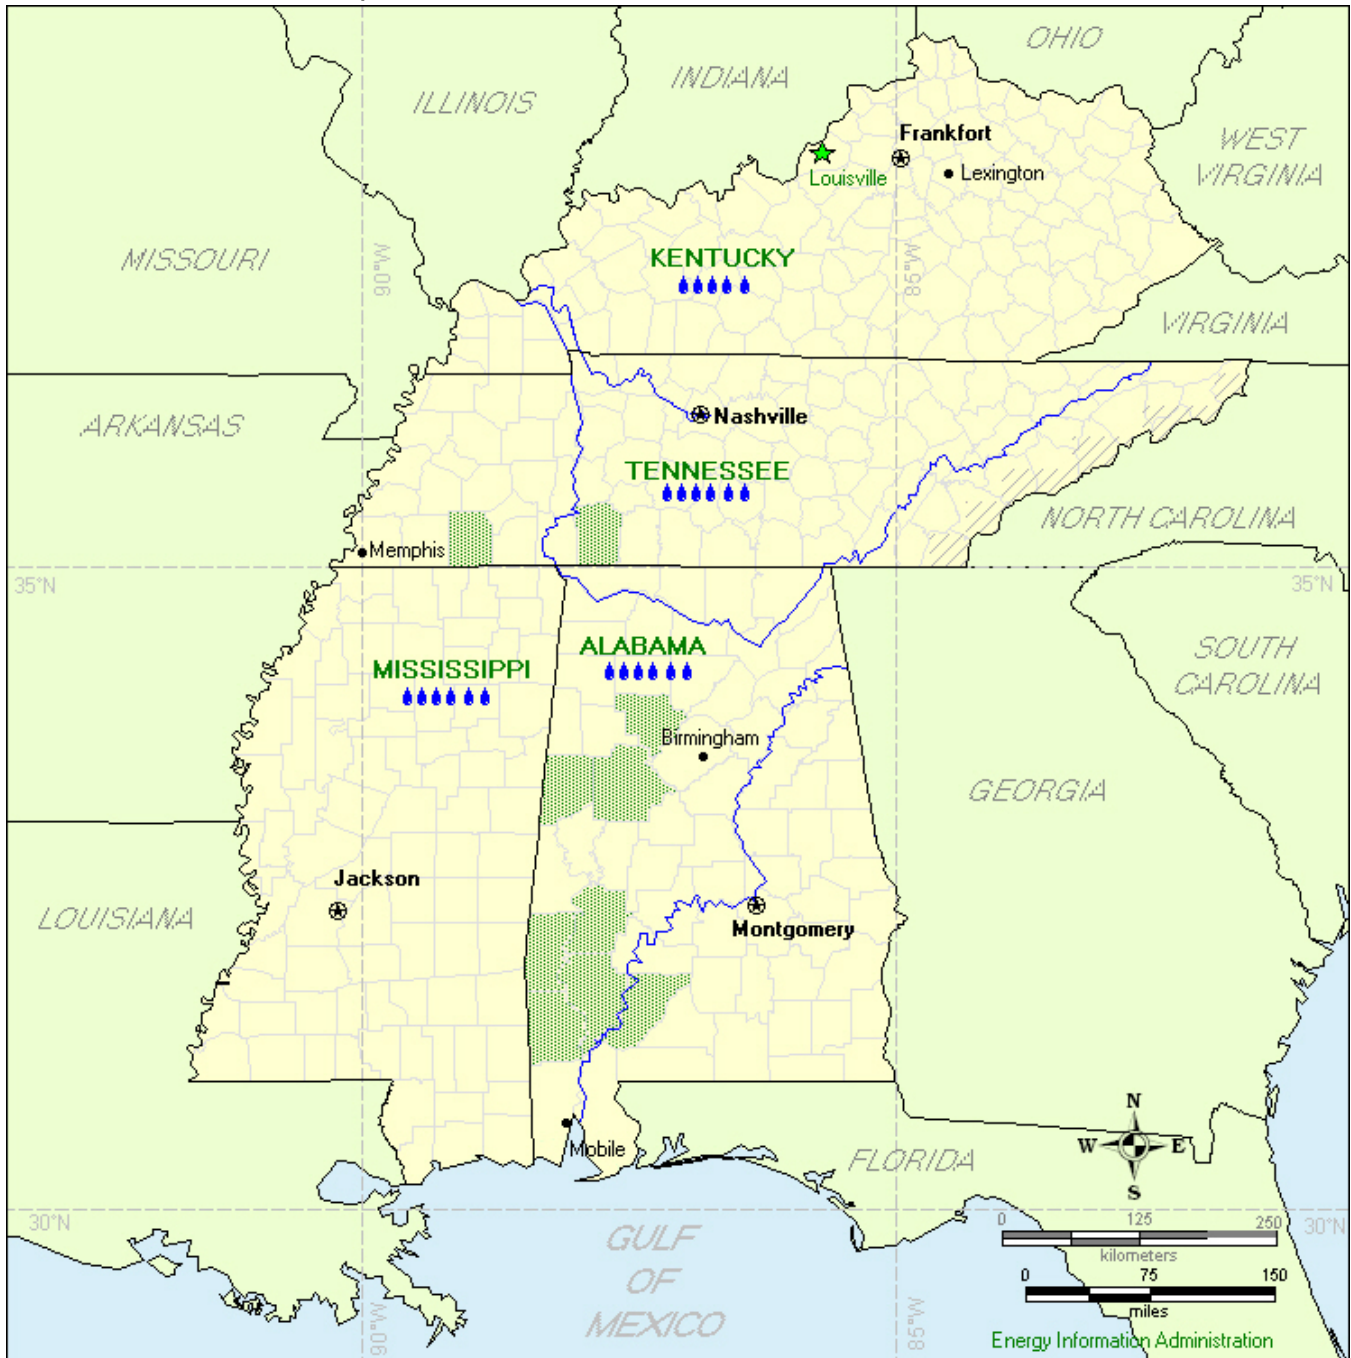 OHIO
INDIANA
ILLINOIS
Frankfort
WEST
VIRGINIA
Louisville
Lexington
MISSOURI
90°W
85°W
KENTUCKY
VIRGINIA
ARKANSAS
Nashville
TENNESSEE
NORTH CAROLINA
Memphis
35°N
35°N
ALABAMA
MISSISSIPPI
SOUTH
CAROLINA
Birmingham
GEORGIA
Jackson
LOUISIANA
Montgomery
N
W
E
S
Mobile
FLORIDA
30°N
30°N
0
125
250
kilometers
GULF
OF
MEXICO
0
75
150
miles
90°W
85°W
Energy Information Administration